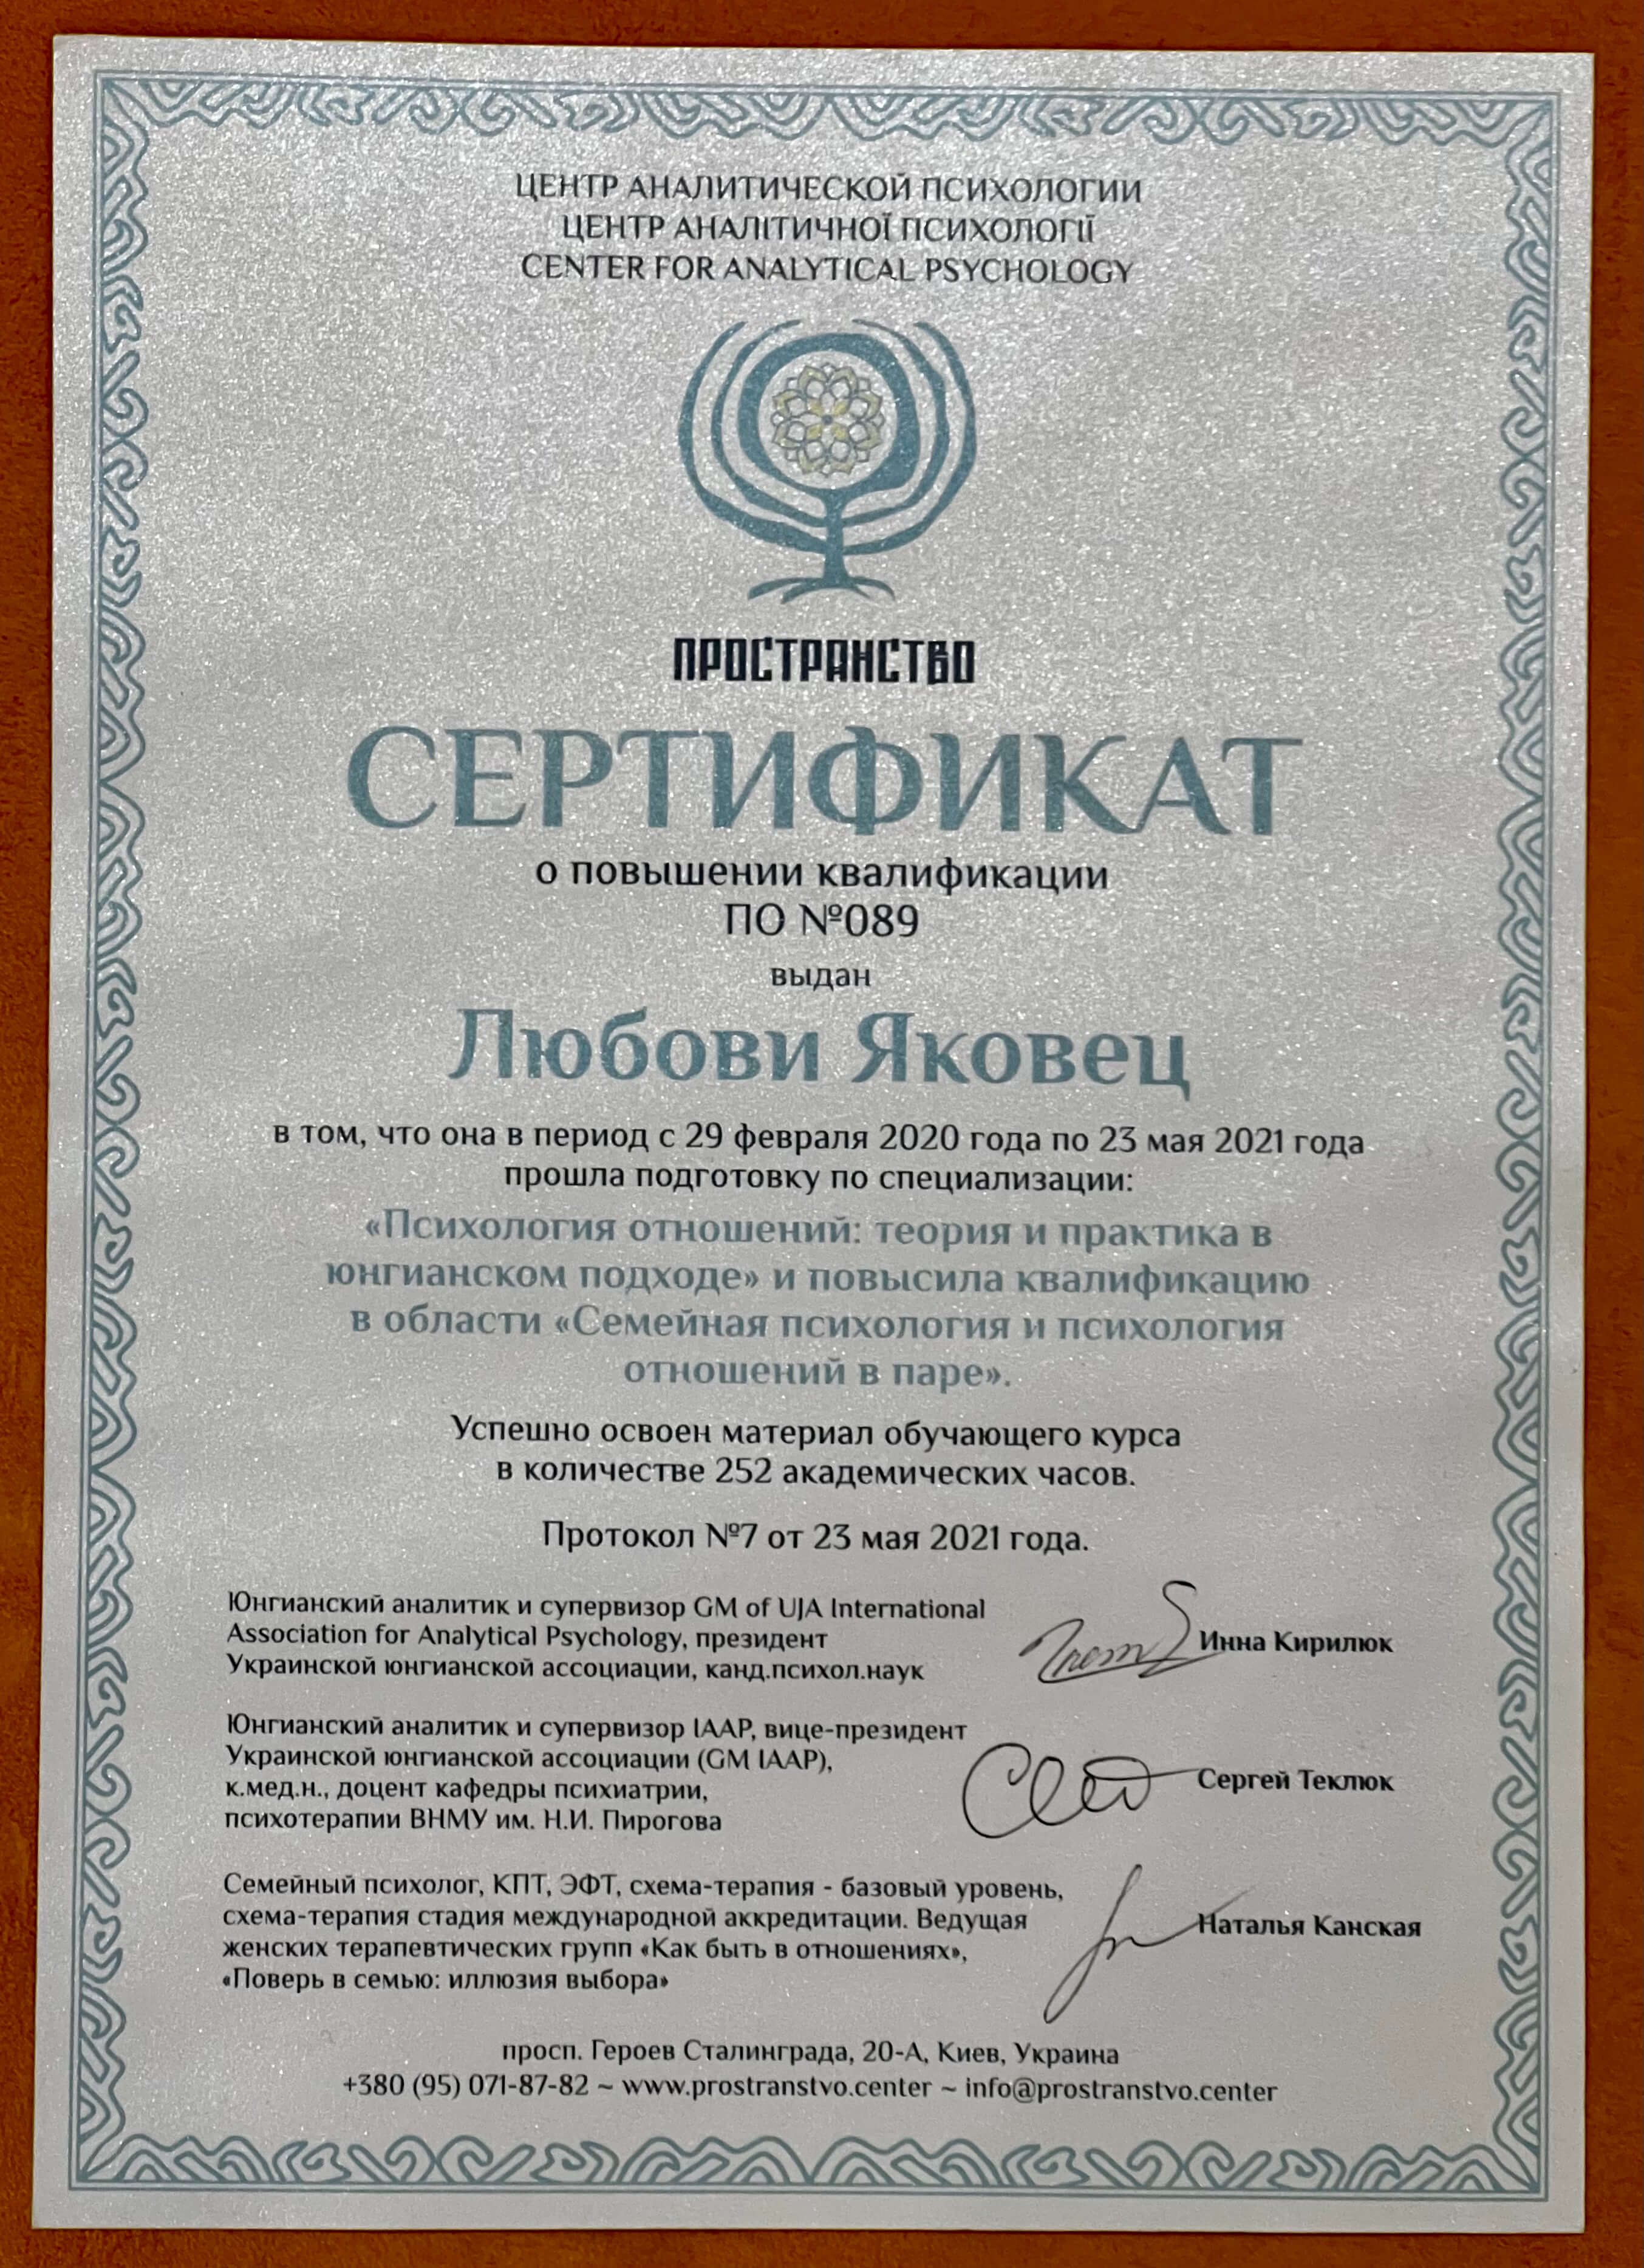 ЦЕНТР АНАЛИТИЧЕСКОЙ ПСИХОЛОГИИ
ЦЕНТР АНАЛІТИЧНОЇ ПСИХОЛОГІЇ
CENTER FOR ANALYTICAL PSYCHOLOGY
ПРОСТРАНСТВО
СЕРТИФИКАТ
о повышении квалификации
ПО №089
выдан
Любови Яковец
в том, что она в период с 29 февраля 2020 года по 23 мая 2021 года
прошла подготовку по специализации:
«Психология отношений: теория и практика в
юнгианском подходе» и повысила квалификацию
в области «Семейная психология и психология
отношений в паре».
Успешно освоен материал обучающего курса
в количестве 252 академических часов.
Протокол №7 от 23 мая 2021 года.
Юнгианский аналитик и супервизор GM of UJA International
Association for Analytical Psychology, президент
Украинской юнгианской ассоциации, канд.психол.наук
Инна Кирилюк
Юнгианский аналитик и супервизор IAAP, вице-президент
Украинской юнгианской ассоциации (GM IAAP),
к.мед.н., доцент кафедры психиатрии,
психотерапии ВНМУ им. Н.И. Пирогова
Сергей Теклюк
Семейный психолог, КПТ, ЭФТ, схема-терапия - базовый уровень,
схема-терапия стадия международной аккредитации. Ведущая
женских терапевтических групп «Как быть в отношениях»,
«Поверь в семью: иллюзия выбора»
Наталья Канская
просп. Героев Сталинграда, 20-А, Киев, Украина
+380 (95) 071-87-82 ~ www.prostranstvo.center ~ info@prostranstvo.center